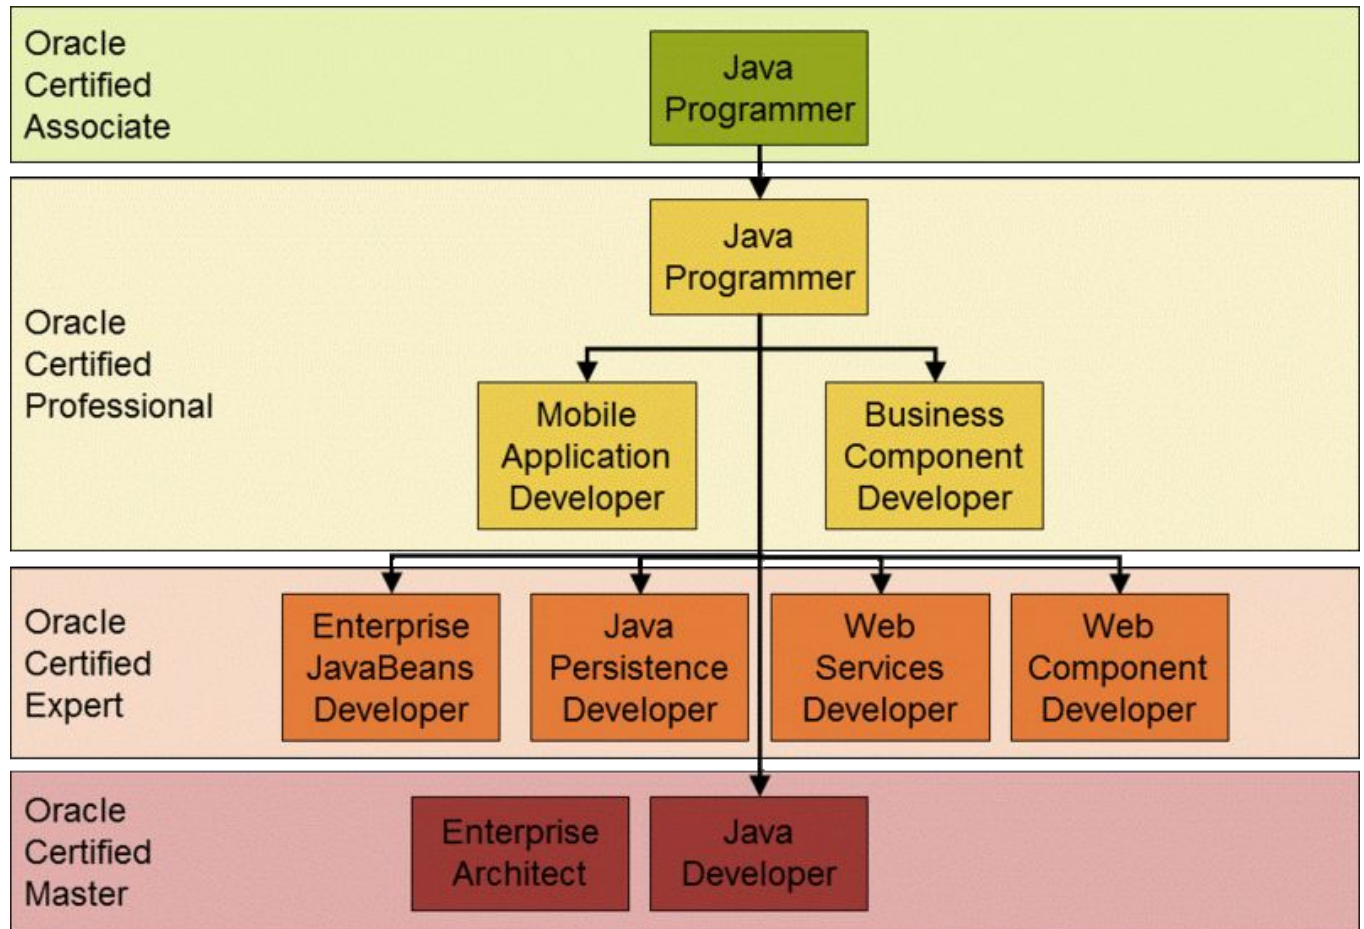 Oracle
Certified
Associate
Java
Programmer
Oracle
Certified
Professional
Java
Programmer
Mobile
Application
Developer
Business
Component
Developer
Oracle
Certified
Expert
Enterprise
JavaBeans
Developer
Java
Persistence
Developer
Web
Services
Developer
Web
Component
Developer
Oracle
Certified
Master
Enterprise
Architect
Java
Developer